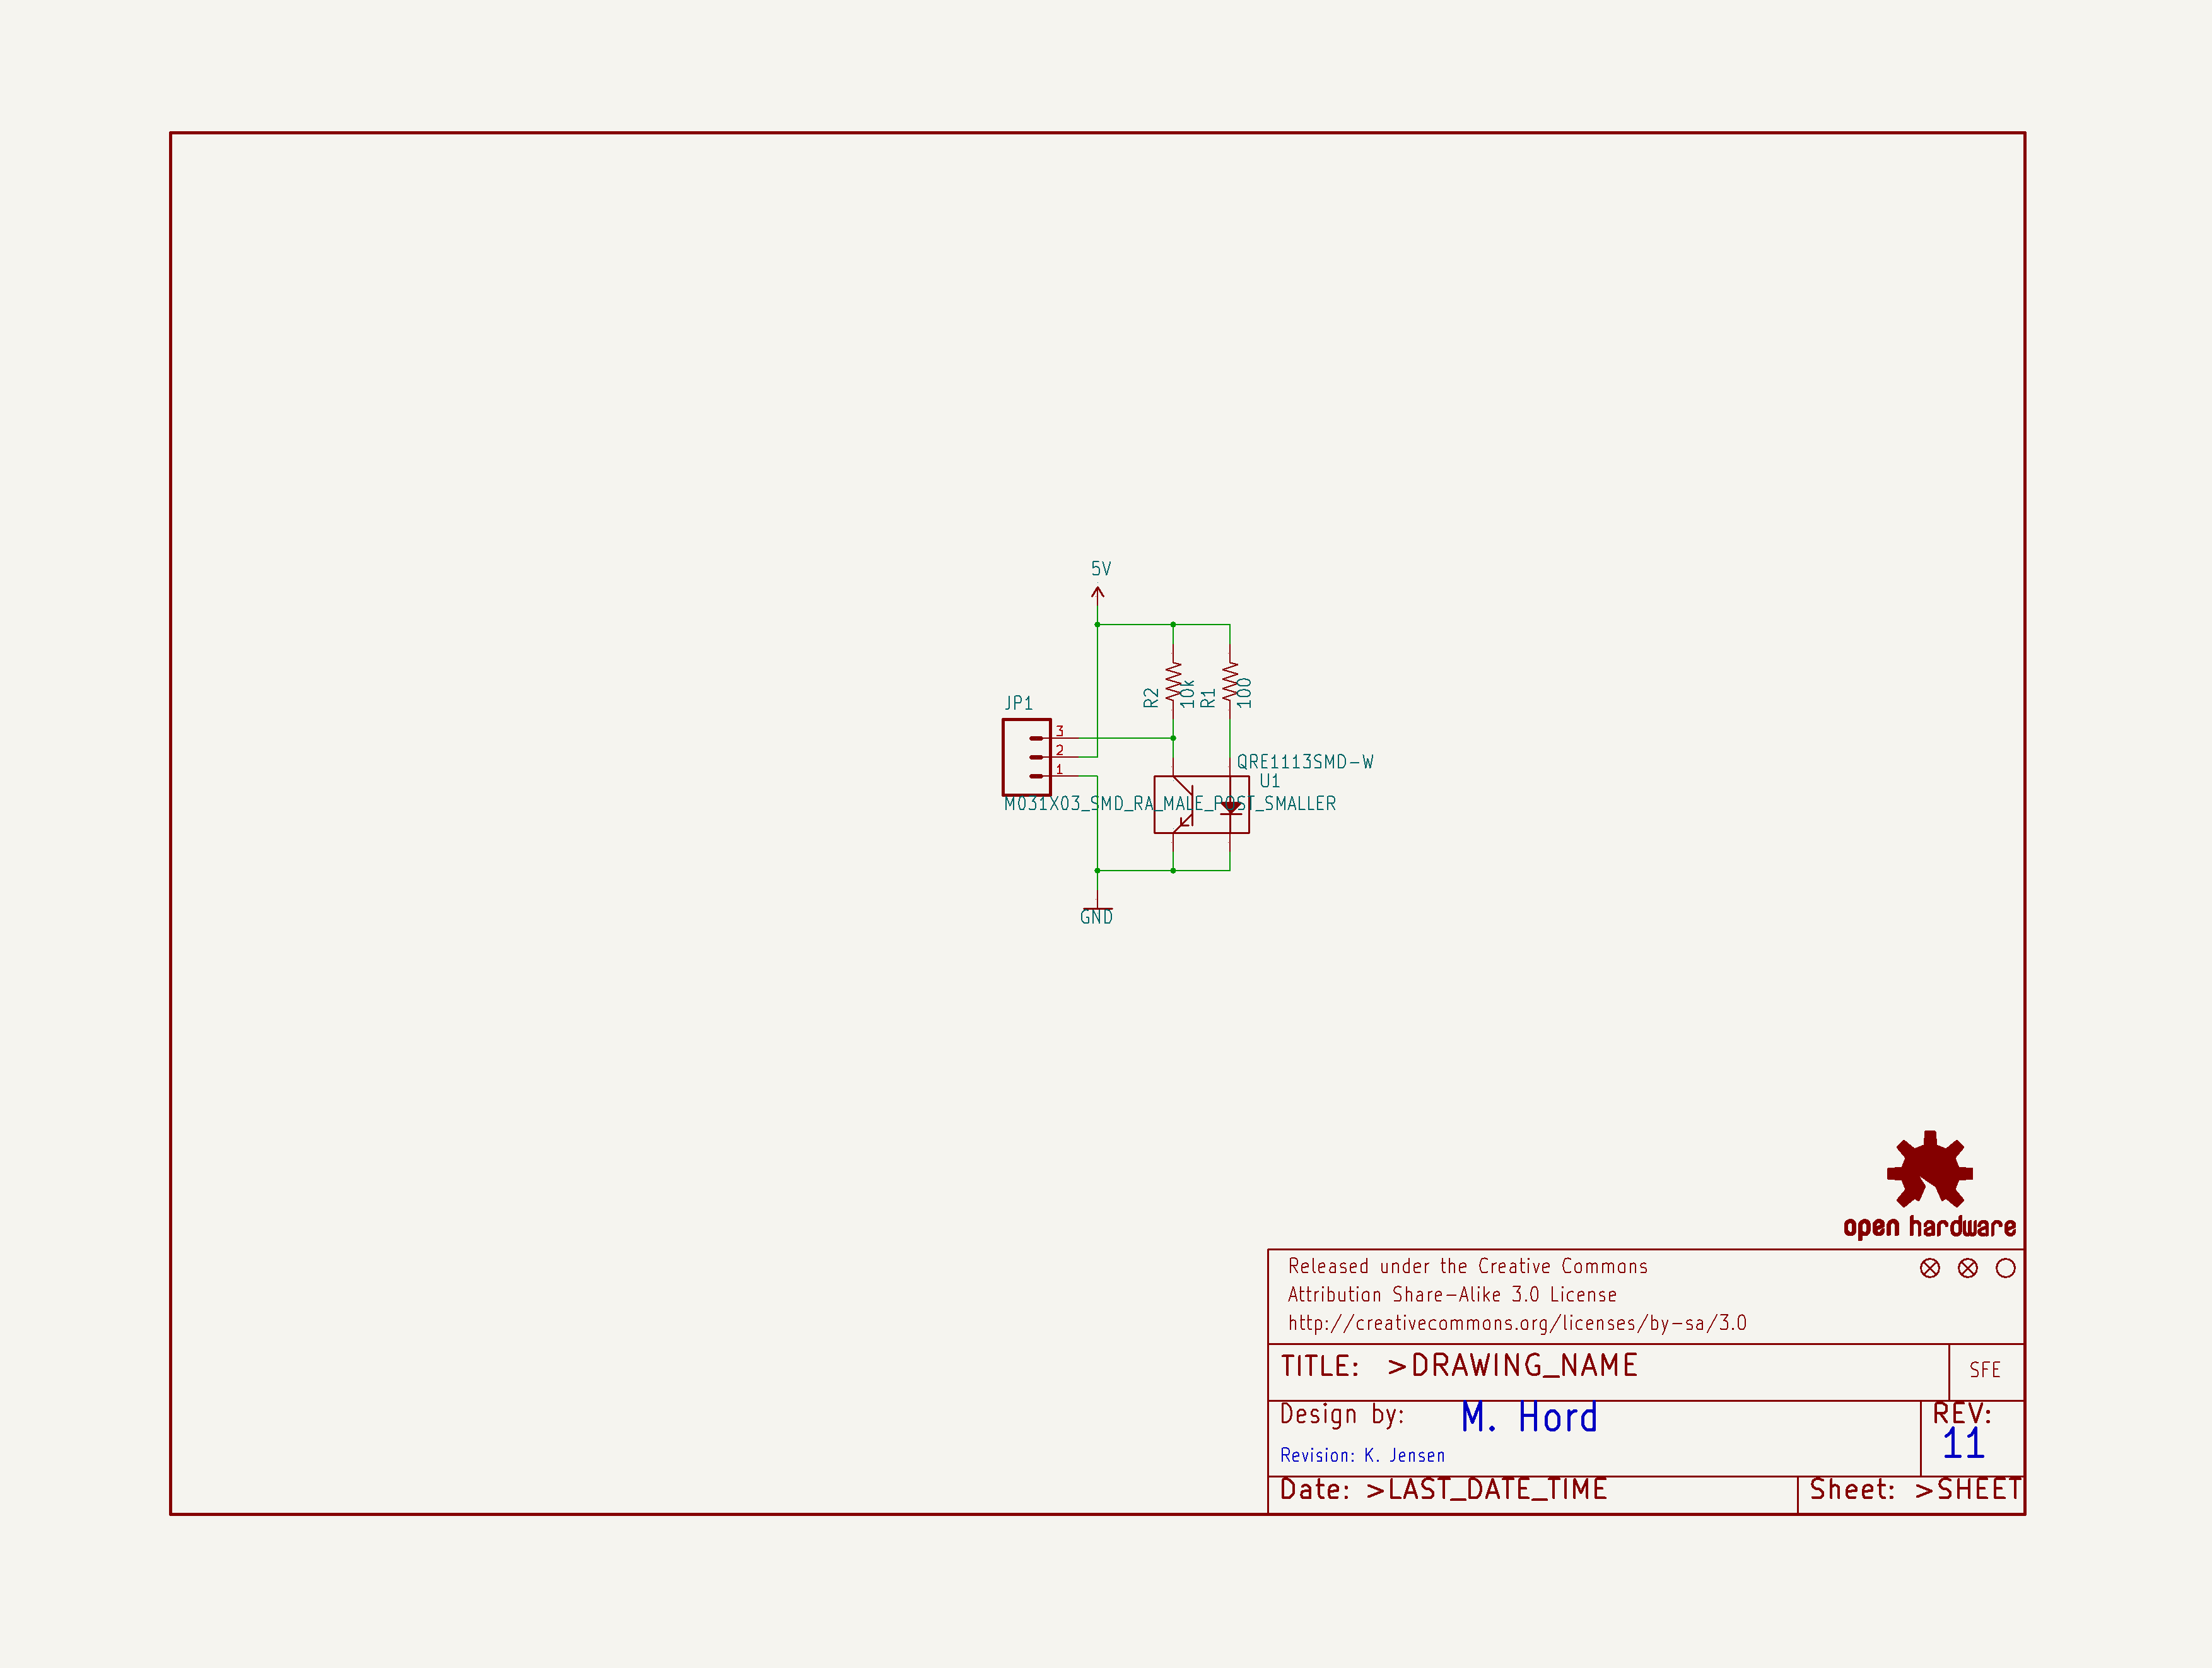 5V
R2
10k
R1
100
JP1
3
2
1
QRE1113SMD-W
U1
M031X03_SMD_RA_MALE_POST_SMALLER
GND
open hardware
Released under the Creative Commons
Attribution Share-Alike 3.0 License
http://creativecommons.org/licenses/by-sa/3.0
TITLE: >DRAWING_NAME
SFE
Design by: M. Hord
REV:
11
Revision: K. Jensen
Date: >LAST_DATE_TIME
Sheet: >SHEET